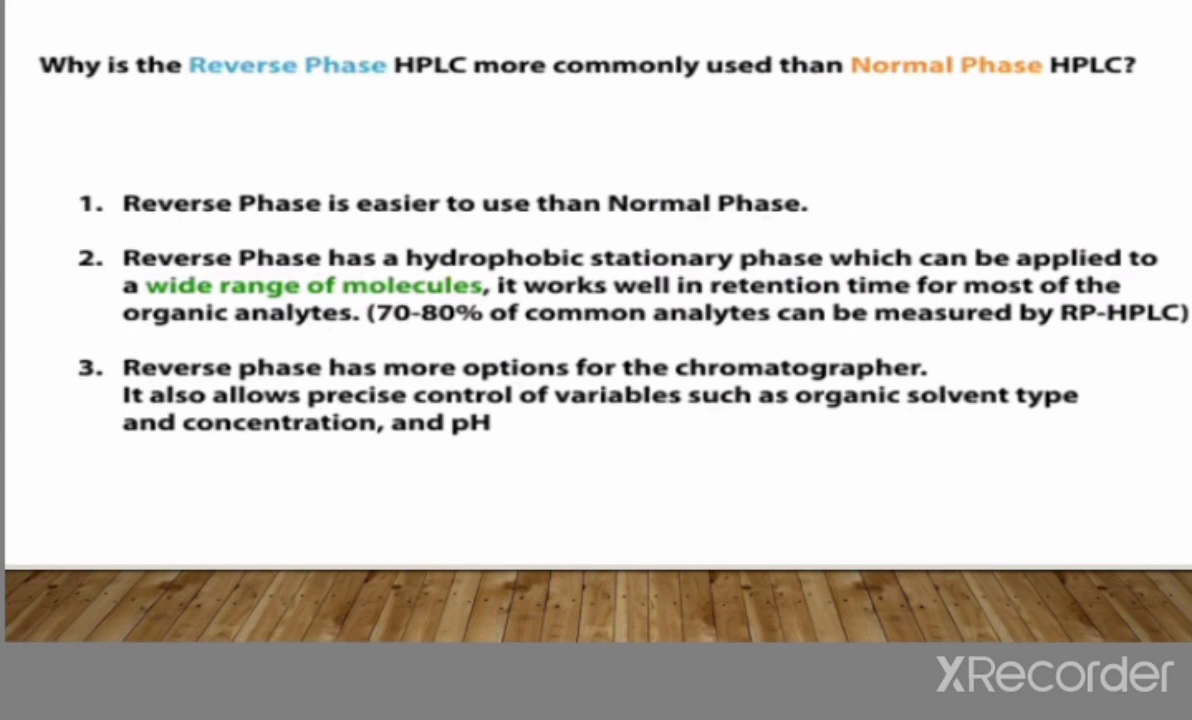 Why is the Reverse Phase HPLC more commonly used than Normal Phase HPLC?
1. Reverse Phase is easier to use than Normal Phase.
2. Reverse Phase has a hydrophobic stationary phase which can be applied to
a wide range of molecules, it works well in retention time for most of the
organic analytes. (70-80% of common analytes can be measured by RP-HPLC)
3. Reverse phase has more options for the chromatographer.
It also allows precise control of variables such as organic solvent type
and concentration, and pH
XRecorder